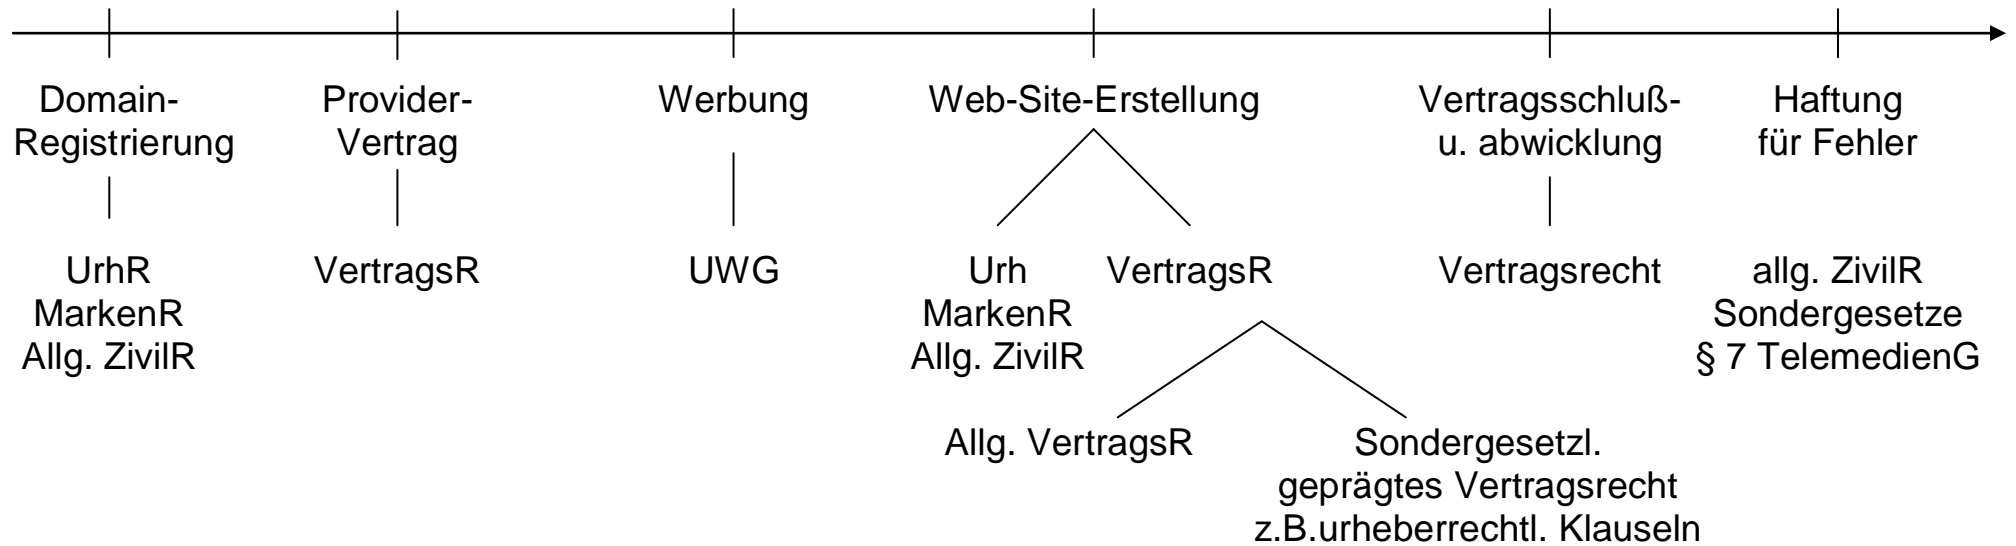 Domain-
Registrierung
Provider-
Vertrag
Werbung
Web-Site-Erstellung
Vertragsschluß-
u. abwicklung
Haftung
für Fehler
UrhR
MarkenR
Allg. ZivilR
VertragsR
UWG
Urh
MarkenR
Allg. ZivilR
VertragsR
Vertragsrecht
allg. ZivilR
Sondergesetze
§ 7 TelemedienG
Allg. VertragsR
Sondergesetzl.
geprägtes Vertragsrecht
z.B.urheberrechtl. Klauseln